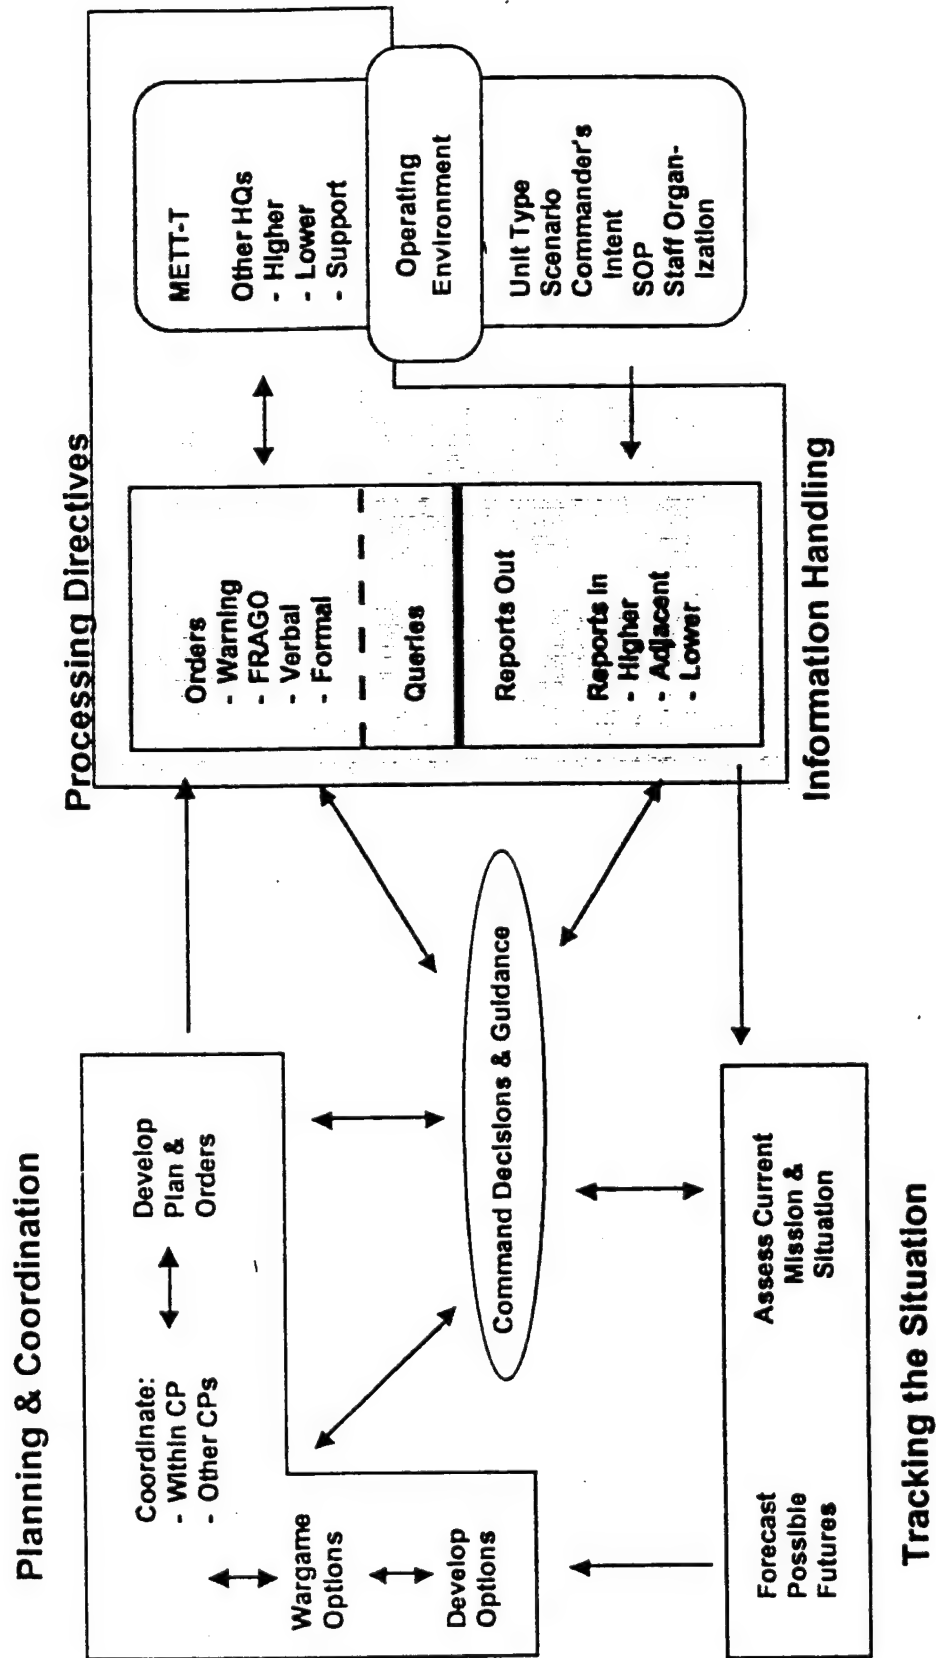 Planning & Coordination
Coordinate:
- Within CP
- Other CPs
Develop
Plan &
Orders
Wargame
Options
Develop
Options
Command Decisions & Guidance
Forecast
Possible
Futures
Assess Current
Mission &
Situation
Tracking the Situation
Processing Directives
Orders
- Warning
- FRAGO
- Verbal
- Formal
Queries
Reports Out
Reports In
- Higher
- Adjacent
- Lower
Information Handling
METT-T
Other HQs
- Higher
- Lower
- Support
Operating
Environment
Unit Type
Scenario
Commander's
Intent
SOP
Staff Organ-
ization